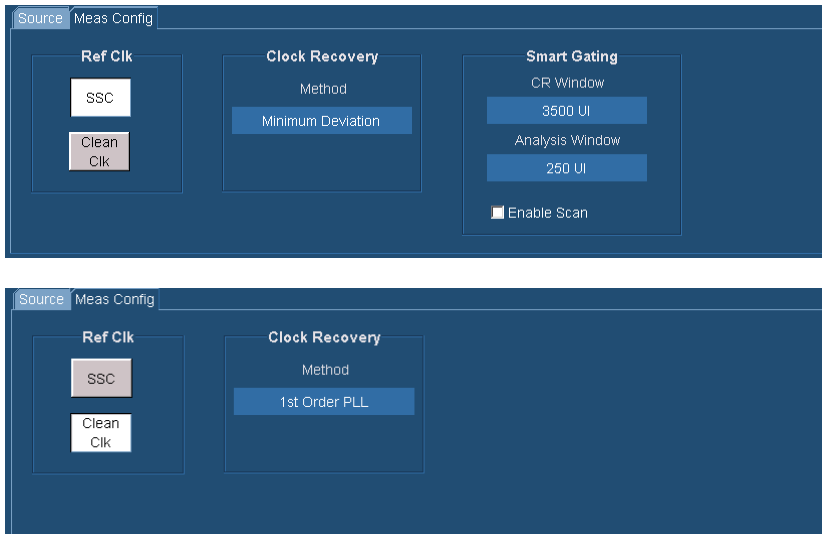 Source Meas Config
Ref Clk
SSC
Clean
Clk
Clock Recovery
Method
Minimum Deviation
Smart Gating
CR Window
3500 UI
Analysis Window
250 UI
Enable Scan
Source Meas Config
Ref Clk
SSC
Clean
Clk
Clock Recovery
Method
1st Order PLL